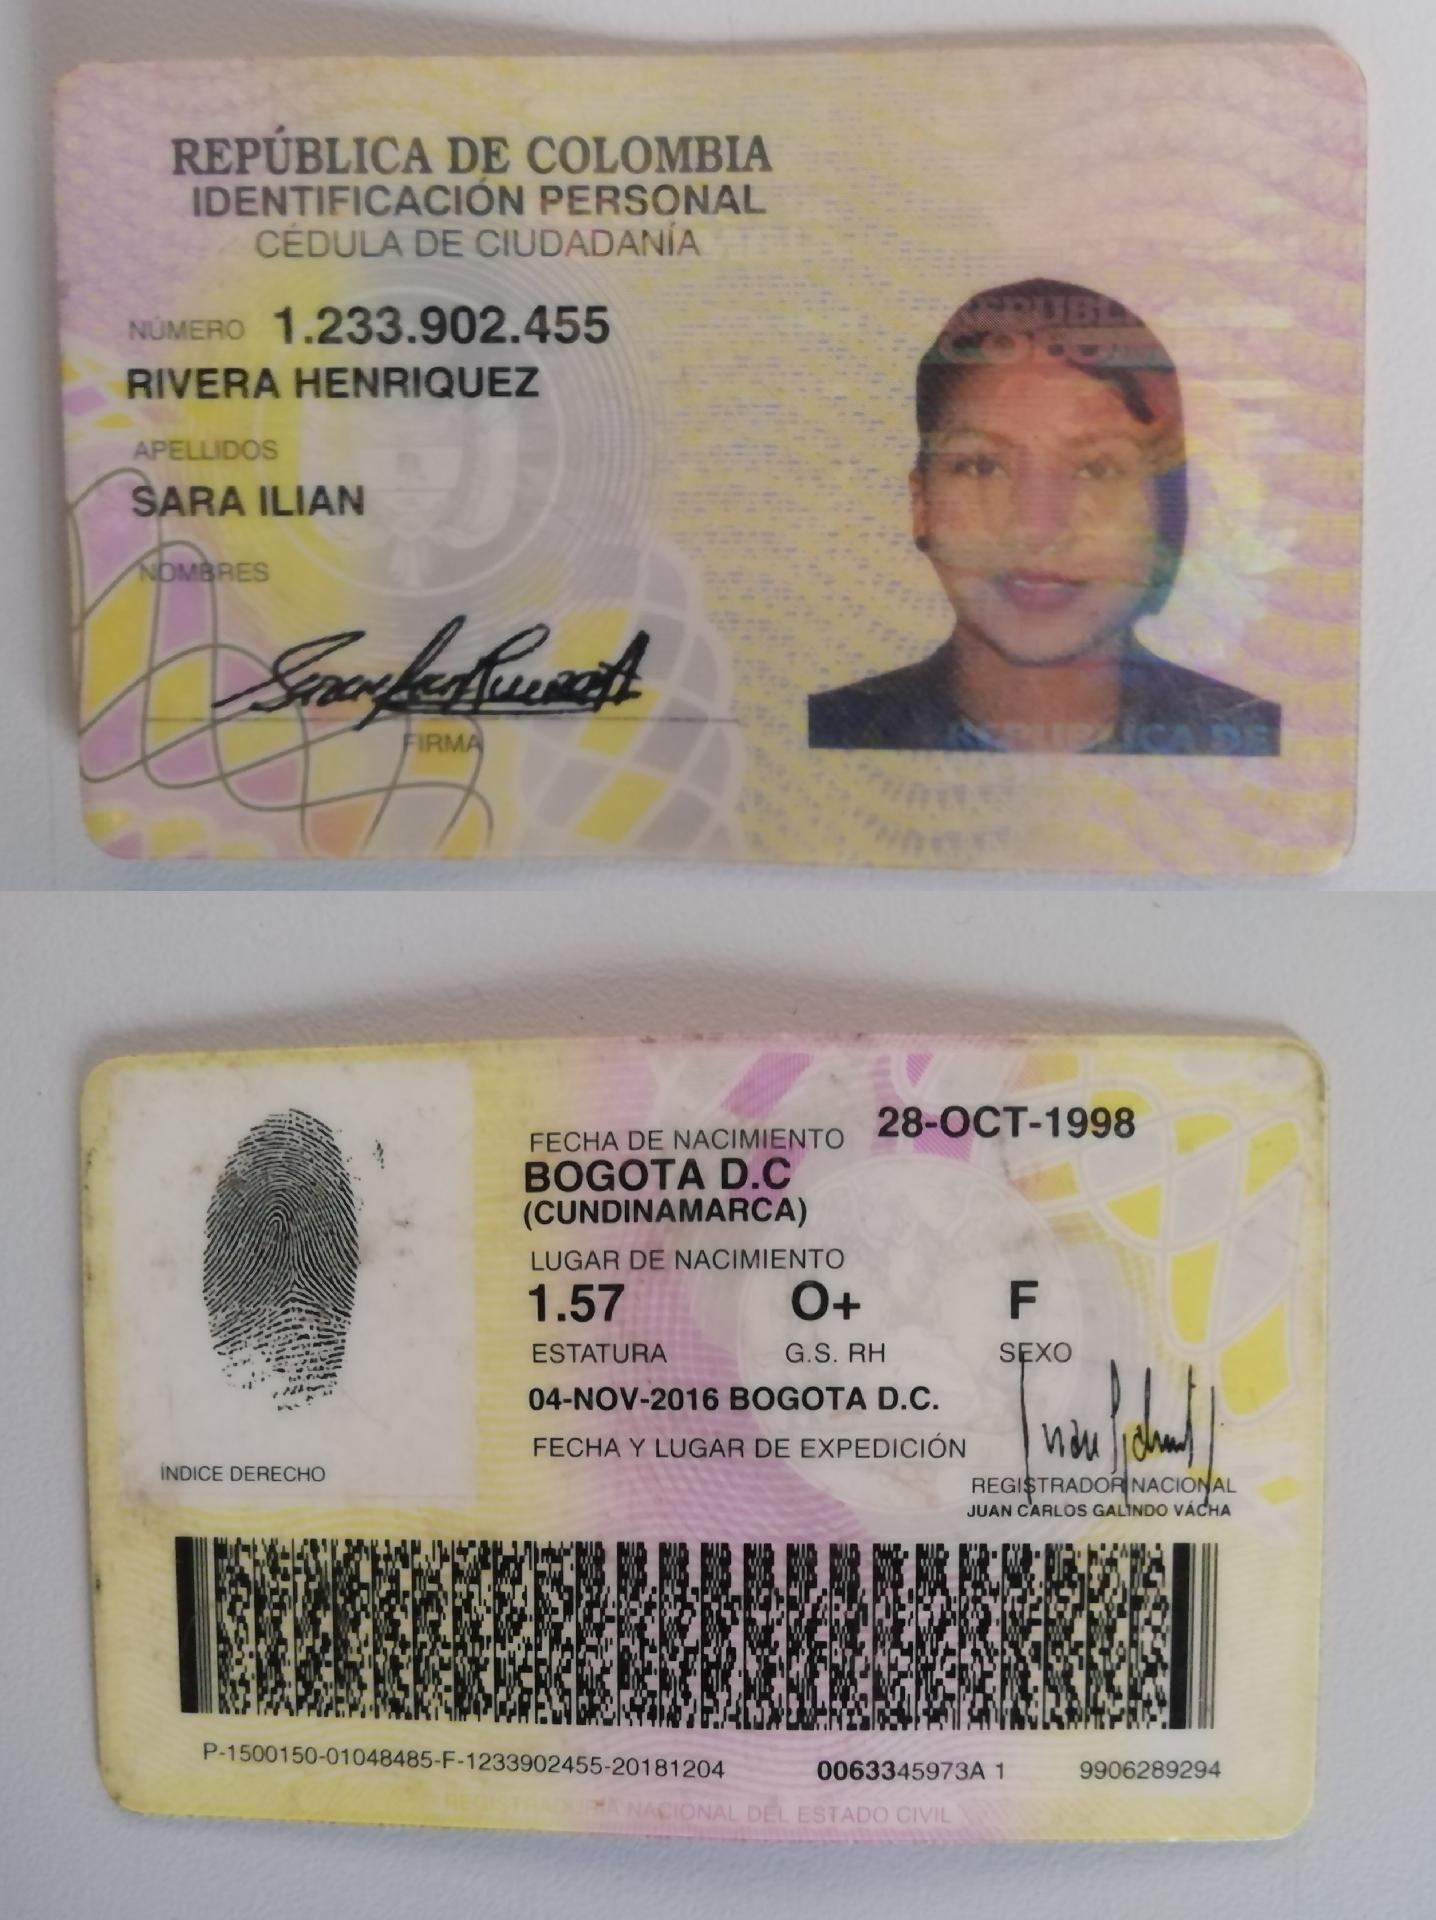 REPÚBLICA DE COLOMBIA
IDENTIFICACIÓN PERSONAL
CÉDULA DE CIUDADANÍA
NÚMERO 1.233.902.455
RIVERA HENRIQUEZ
APELLIDOS
SARA ILIAN
NOMBRES
FIRMA
REPUBLICA DE
FECHA DE NACIMIENTO 28-OCT-1998
BOGOTA D.C
(CUNDINAMARCA)
LUGAR DE NACIMIENTO
1.57 O+ F
ESTATURA G.S. RH SEXO
04-NOV-2016 BOGOTA D.C.
FECHA Y LUGAR DE EXPEDICIÓN
ÍNDICE DERECHO
REGISTRADOR NACIONAL
JUAN CARLOS GALINDO VÁCHA
P-1500150-01048485-F-1233902455-20181204 0063345973A 1 9906289294
REGISTRADURIA NACIONAL DEL ESTADO CIVIL